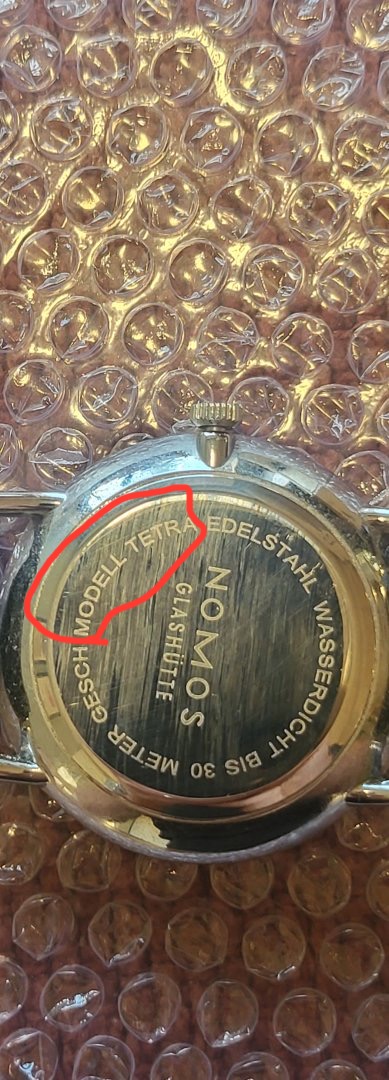 GESCH MODELL TETRA EDELSTAHL WASSERDICHT BIS 30 METER
NOMOS
GLASHÜTTE